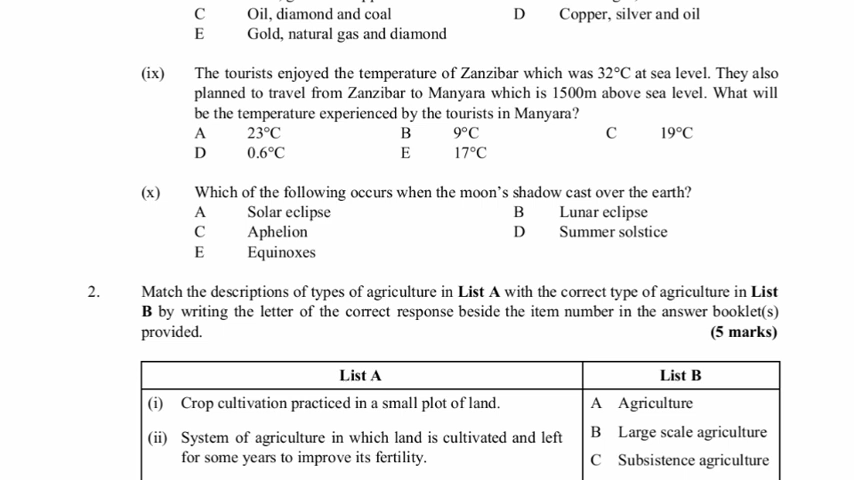 C Oil, diamond and coal D Copper, silver and oil
E Gold, natural gas and diamond
(ix) The tourists enjoyed the temperature of Zanzibar which was 32°C at sea level. They also
planned to travel from Zanzibar to Manyara which is 1500m above sea level. What will
be the temperature experienced by the tourists in Manyara?
A 23°C B 9°C C 19°C
D 0.6°C E 17°C
(x) Which of the following occurs when the moon's shadow cast over the earth?
A Solar eclipse B Lunar eclipse
C Aphelion D Summer solstice
E Equinoxes
2. Match the descriptions of types of agriculture in List A with the correct type of agriculture in List
B by writing the letter of the correct response beside the item number in the answer booklet(s)
provided. (5 marks)
List A List B
(i) Crop cultivation practiced in a small plot of land. A Agriculture
(ii) System of agriculture in which land is cultivated and left B Large scale agriculture
for some years to improve its fertility. C Subsistence agriculture